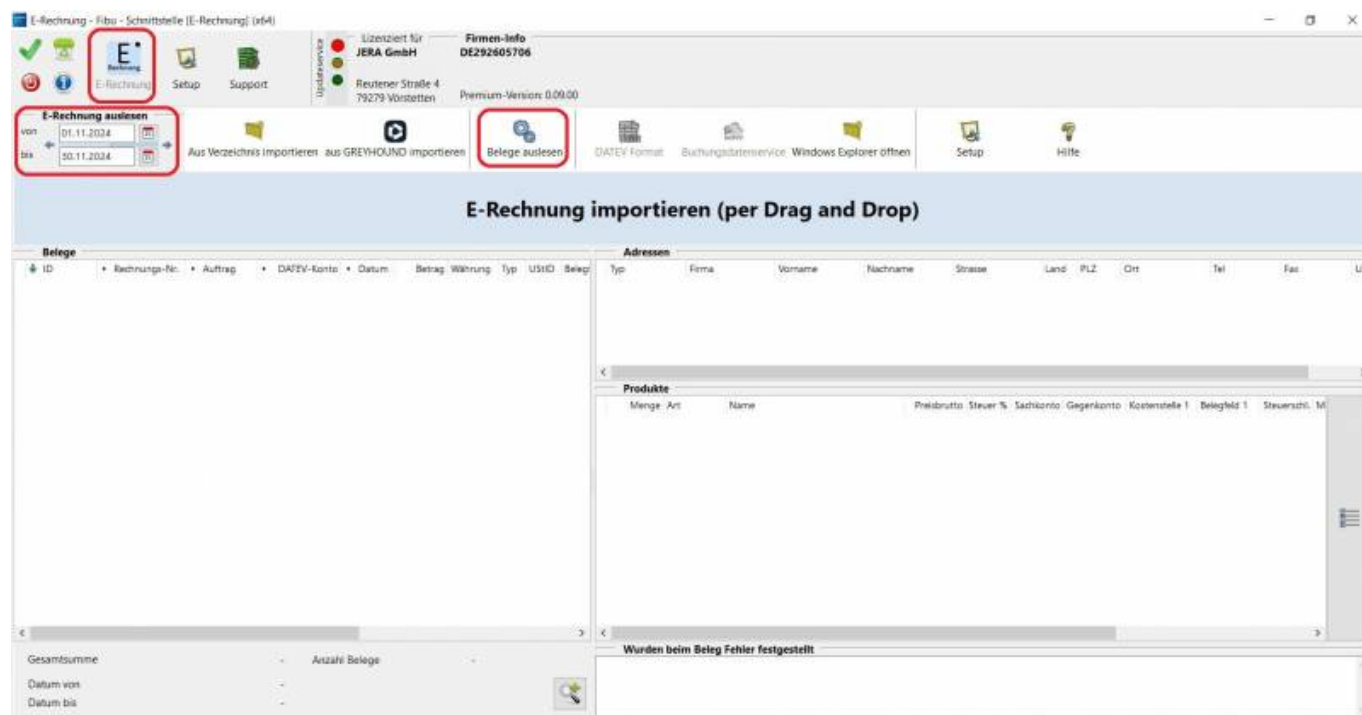 E-Rechnung - Fibu - Schnittstelle [E-Rechnung] (x64)
E
Rechnung
E-Rechnung
Setup
Support
Updateservice
Lizenziert für
JERA GmbH
Reutener Straße 4
79279 Vörstetten
Firmen-Info
DE292605706
Premium-Version: 0.09.00
E-Rechnung auslesen
von 01.11.2024
bis 30.11.2024
Aus Verzeichnis importieren aus GREYHOUND importieren Belege auslesen DATEV Format Buchungsdatenservice Windows Explorer öffnen Setup Hilfe
E-Rechnung importieren (per Drag and Drop)
Belege
ID Rechnungs-Nr. Auftrag DATEV-Konto Datum Betrag Währung Typ UStID Beleg
Adressen
Typ Firma Vorname Nachname Strasse Land PLZ Ort Tel Fax U
Produkte
Menge Art Name Preisbrutto Steuer % Sachkonto Gegenkonto Kostenstelle 1 Belegfeld 1 Steuerschl. M
Gesamtsumme - Anzahl Belege -
Datum von -
Datum bis -
Wurden beim Beleg Fehler festgestellt